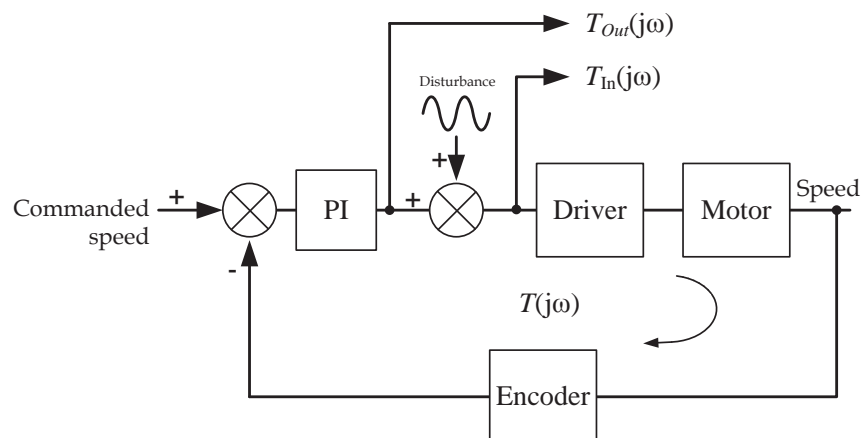 T_Out(jω)
T_In(jω)
Disturbance
+
+
+
Commanded
speed
PI
Driver
Motor
Speed
-
T(jω)
Encoder